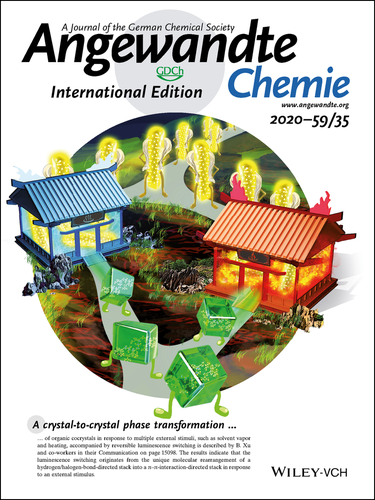 A Journal of the German Chemical Society
Angewandte
GDCh
International Edition
Chemie
www.angewandte.org
2020–59/35
A crystal-to-crystal phase transformation ...
... of organic cocrystals in response to multiple external stimuli, such as solvent vapor
and heating, accompanied by reversible luminescence switching is described by B. Xu
and co-workers in their Communication on page 15098. The results indicate that the
luminescence switching originates from the unique molecular rearrangement of a
hydrogen/halogen-bond-directed stack into a π-π-interaction-directed stack in response
to an external stimulus.
WILEY-VCH